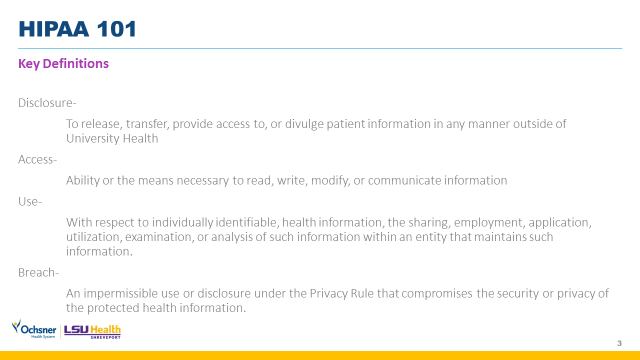 HIPAA 101
Key Definitions
Disclosure-
To release, transfer, provide access to, or divulge patient information in any manner outside of
University Health
Access-
Ability or the means necessary to read, write, modify, or communicate information
Use-
With respect to individually identifiable, health information, the sharing, employment, application,
utilization, examination, or analysis of such information within an entity that maintains such
information.
Breach-
An impermissible use or disclosure under the Privacy Rule that compromises the security or privacy of
the protected health information.
Ochsner
Health System
LSU Health
SHREVEPORT
3